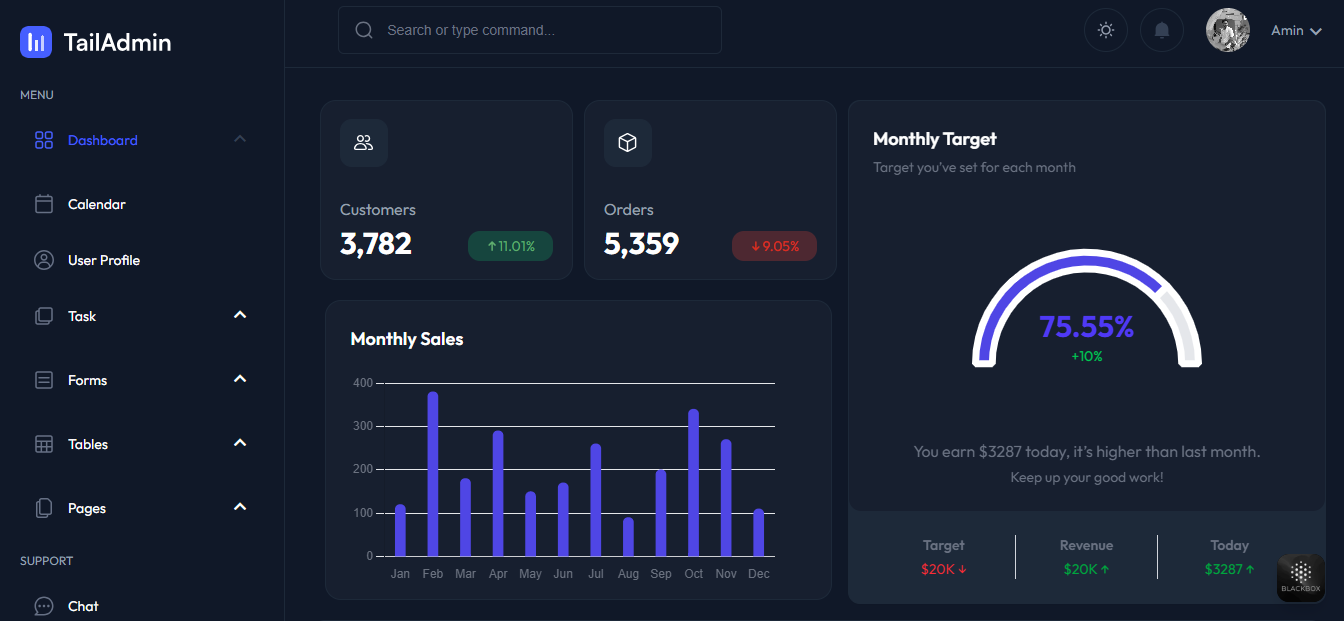 TailAdmin
MENU
Dashboard
Calendar
User Profile
Task
Forms
Tables
Pages
SUPPORT
Chat
Search or type command...
Amin
Customers
3,782
↑ 11.01%
Orders
5,359
↓ 9.05%
Monthly Sales
400
300
200
100
0
Jan Feb Mar Apr May Jun Jul Aug Sep Oct Nov Dec
Monthly Target
Target you've set for each month
75.55%
+10%
You earn $3287 today, it's higher than last month.
Keep up your good work!
Target Revenue Today
$20K ↓ $20K ↑ $3287 ↑
BLACKBOX